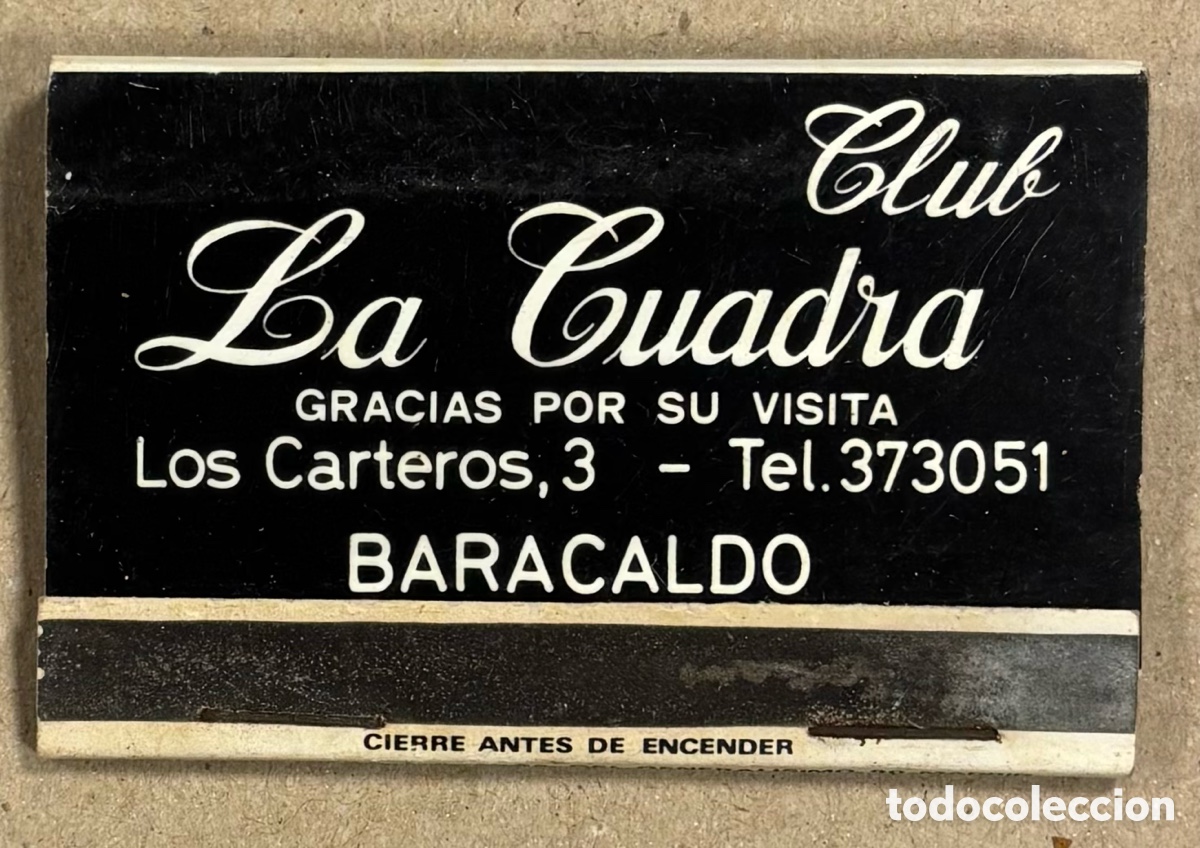 Club
La Cuadra
GRACIAS POR SU VISITA
Los Carteros, 3 - Tel. 373051
BARACALDO
CIERRE ANTES DE ENCENDER
todocoleccion